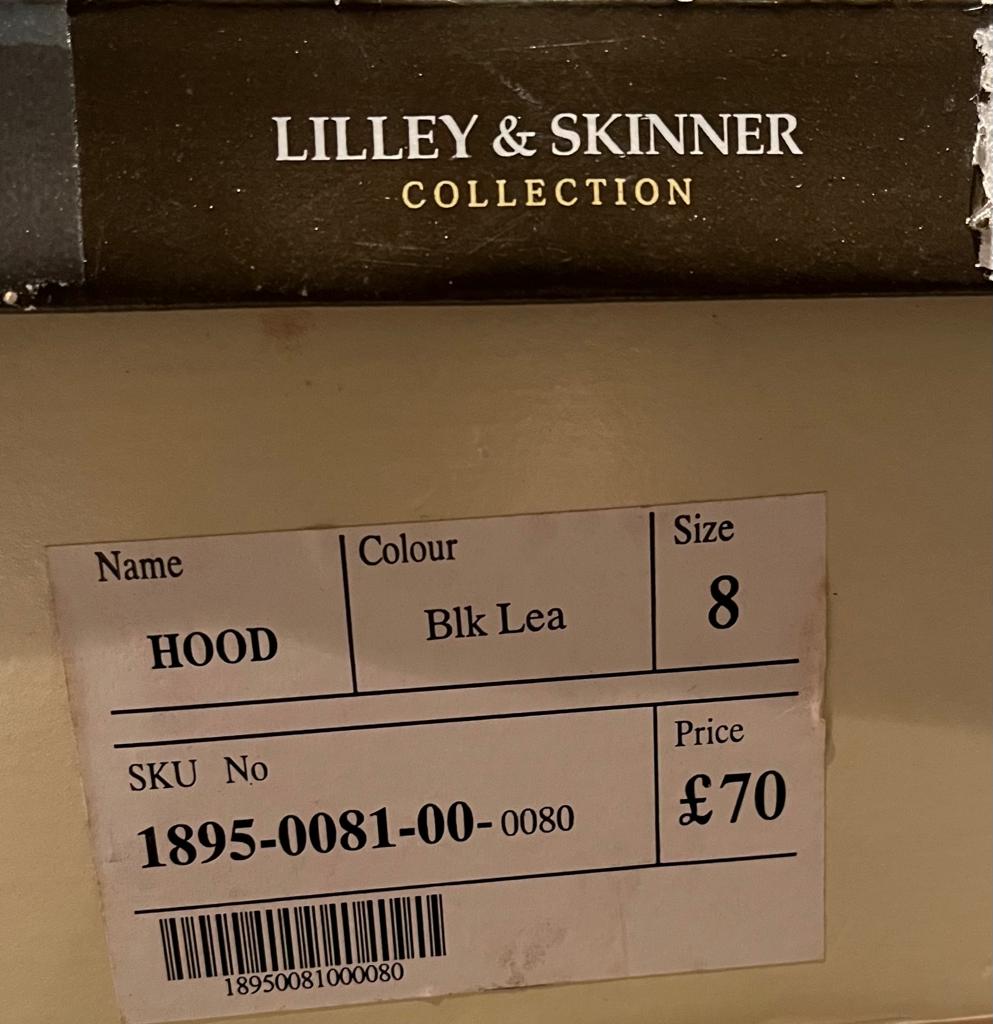 LILLEY & SKINNER
COLLECTION
Name
HOOD
Colour
Blk Lea
Size
8
SKU No
1895-0081-00-0080
Price
£70
18950081000080